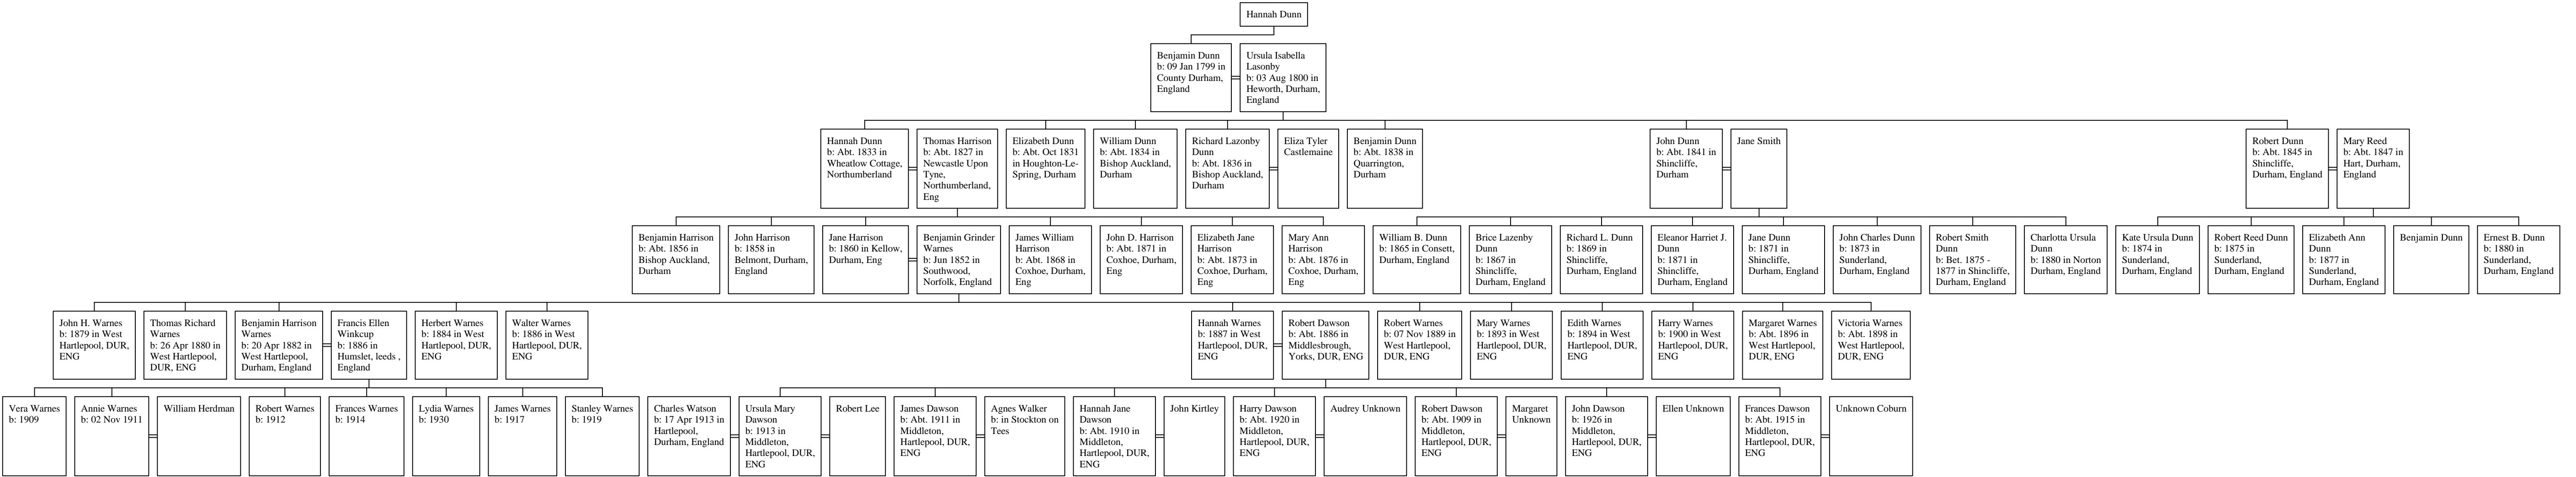 Hannah Dunn
Benjamin Dunn
b: 09 Jan 1799 in
County Durham,
England
Ursula Isabella
Lasonby
b: 03 Aug 1800 in
Heworth, Durham,
England
Hannah Dunn
b: Abt. 1833 in
Wheatlow Cottage,
Northumberland
Thomas Harrison
b: Abt. 1827 in
Newcastle Upon
Tyne,
Northumberland,
Eng
Elizabeth Dunn
b: Abt. Oct 1831
in Houghton-Le-
Spring, Durham
William Dunn
b: Abt. 1834 in
Bishop Auckland,
Durham
Richard Lazonby
Dunn
b: Abt. 1836 in
Bishop Auckland,
Durham
Eliza Tyler
Castlemaine
Benjamin Dunn
b: Abt. 1838 in
Quarrington,
Durham
John Dunn
b: Abt. 1841 in
Shincliffe,
Durham
Jane Smith
Robert Dunn
b: Abt. 1845 in
Shincliffe,
Durham, England
Mary Reed
b: Abt. 1847 in
Hart, Durham,
England
Benjamin Harrison
b: Abt. 1856 in
Bishop Auckland,
Durham
John Harrison
b: 1858 in
Belmont, Durham,
England
Jane Harrison
b: 1860 in Kellow,
Durham, Eng
Benjamin Grinder
Warnes
b: Jun 1852 in
Southwood,
Norfolk, England
James William
Harrison
b: Abt. 1868 in
Coxhoe, Durham,
Eng
John D. Harrison
b: Abt. 1871 in
Coxhoe, Durham,
Eng
Elizabeth Jane
Harrison
b: Abt. 1873 in
Coxhoe, Durham,
Eng
Mary Ann
Harrison
b: Abt. 1876 in
Coxhoe, Durham,
Eng
William B. Dunn
b: 1865 in Consett,
Durham, England
Brice Lazenby
Dunn
b: 1867 in
Shincliffe,
Durham, England
Richard L. Dunn
b: 1869 in
Shincliffe,
Durham, England
Eleanor Harriet J.
Dunn
b: 1871 in
Shincliffe,
Durham, England
Jane Dunn
b: 1871 in
Shincliffe,
Durham, England
John Charles Dunn
b: 1873 in
Sunderland,
Durham, England
Robert Smith
Dunn
b: Bet. 1875 -
1877 in Shincliffe,
Durham, England
Charlotta Ursula
Dunn
b: 1880 in Norton
Durham, England
Kate Ursula Dunn
b: 1874 in
Sunderland,
Durham, England
Robert Reed Dunn
b: 1875 in
Sunderland,
Durham, England
Elizabeth Ann
Dunn
b: 1877 in
Sunderland,
Durham, England
Benjamin Dunn
Ernest B. Dunn
b: 1880 in
Sunderland,
Durham, England
John H. Warnes
b: 1879 in West
Hartlepool, DUR,
ENG
Thomas Richard
Warnes
b: 26 Apr 1880 in
West Hartlepool,
DUR, ENG
Benjamin Harrison
Warnes
b: 20 Apr 1882 in
West Hartlepool,
Durham, England
Francis Ellen
Winkcup
b: 1886 in
Humslet, leeds ,
England
Herbert Warnes
b: 1884 in West
Hartlepool, DUR,
ENG
Walter Warnes
b: 1886 in West
Hartlepool, DUR,
ENG
Hannah Warnes
b: 1887 in West
Hartlepool, DUR,
ENG
Robert Dawson
b: Abt. 1886 in
Middlesbrough,
Yorks, DUR, ENG
Robert Warnes
b: 07 Nov 1889 in
West Hartlepool,
DUR, ENG
Mary Warnes
b: 1893 in West
Hartlepool, DUR,
ENG
Edith Warnes
b: 1894 in West
Hartlepool, DUR,
ENG
Harry Warnes
b: 1900 in West
Hartlepool, DUR,
ENG
Margaret Warnes
b: Abt. 1896 in
West Hartlepool,
DUR, ENG
Victoria Warnes
b: Abt. 1898 in
West Hartlepool,
DUR, ENG
Vera Warnes
b: 1909
Annie Warnes
b: 02 Nov 1911
William Herdman
Robert Warnes
b: 1912
Frances Warnes
b: 1914
Lydia Warnes
b: 1930
James Warnes
b: 1917
Stanley Warnes
b: 1919
Charles Watson
b: 17 Apr 1913 in
Hartlepool,
Durham, England
Ursula Mary
Dawson
b: 1913 in
Middleton,
Hartlepool, DUR,
ENG
Robert Lee
James Dawson
b: Abt. 1911 in
Middleton,
Hartlepool, DUR,
ENG
Agnes Walker
b: in Stockton on
Tees
Hannah Jane
Dawson
b: Abt. 1910 in
Middleton,
Hartlepool, DUR,
ENG
John Kirtley
Harry Dawson
b: Abt. 1920 in
Middleton,
Hartlepool, DUR,
ENG
Audrey Unknown
Robert Dawson
b: Abt. 1909 in
Middleton,
Hartlepool, DUR,
ENG
Margaret
Unknown
John Dawson
b: 1926 in
Middleton,
Hartlepool, DUR,
ENG
Ellen Unknown
Frances Dawson
b: Abt. 1915 in
Middleton,
Hartlepool, DUR,
ENG
Unknown Coburn